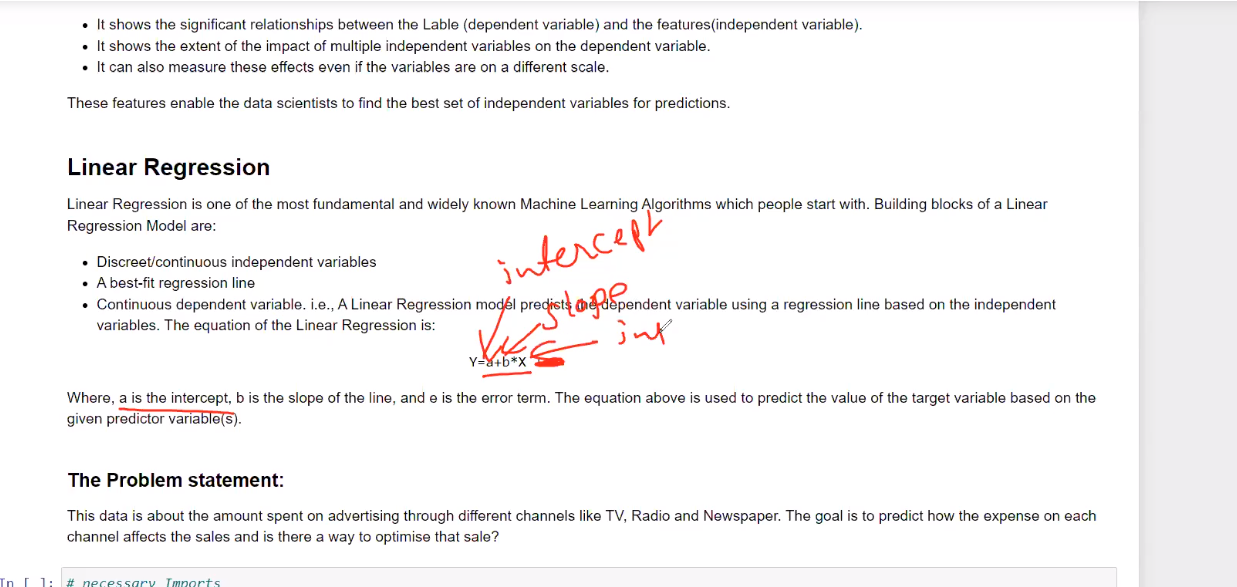 • It shows the significant relationships between the Lable (dependent variable) and the features(independent variable).
• It shows the extent of the impact of multiple independent variables on the dependent variable.
• It can also measure these effects even if the variables are on a different scale.
These features enable the data scientists to find the best set of independent variables for predictions.
Linear Regression
Linear Regression is one of the most fundamental and widely known Machine Learning Algorithms which people start with. Building blocks of a Linear
Regression Model are:
intercept
• Discreet/continuous independent variables
• A best-fit regression line
slope
• Continuous dependent variable. i.e., A Linear Regression model predicts the dependent variable using a regression line based on the independent
variables. The equation of the Linear Regression is:
int
Y=a+b*X
Where, a is the intercept, b is the slope of the line, and e is the error term. The equation above is used to predict the value of the target variable based on the
given predictor variable(s).
The Problem statement:
This data is about the amount spent on advertising through different channels like TV, Radio and Newspaper. The goal is to predict how the expense on each
channel affects the sales and is there a way to optimise that sale?
In [ ]: # necessary Imports